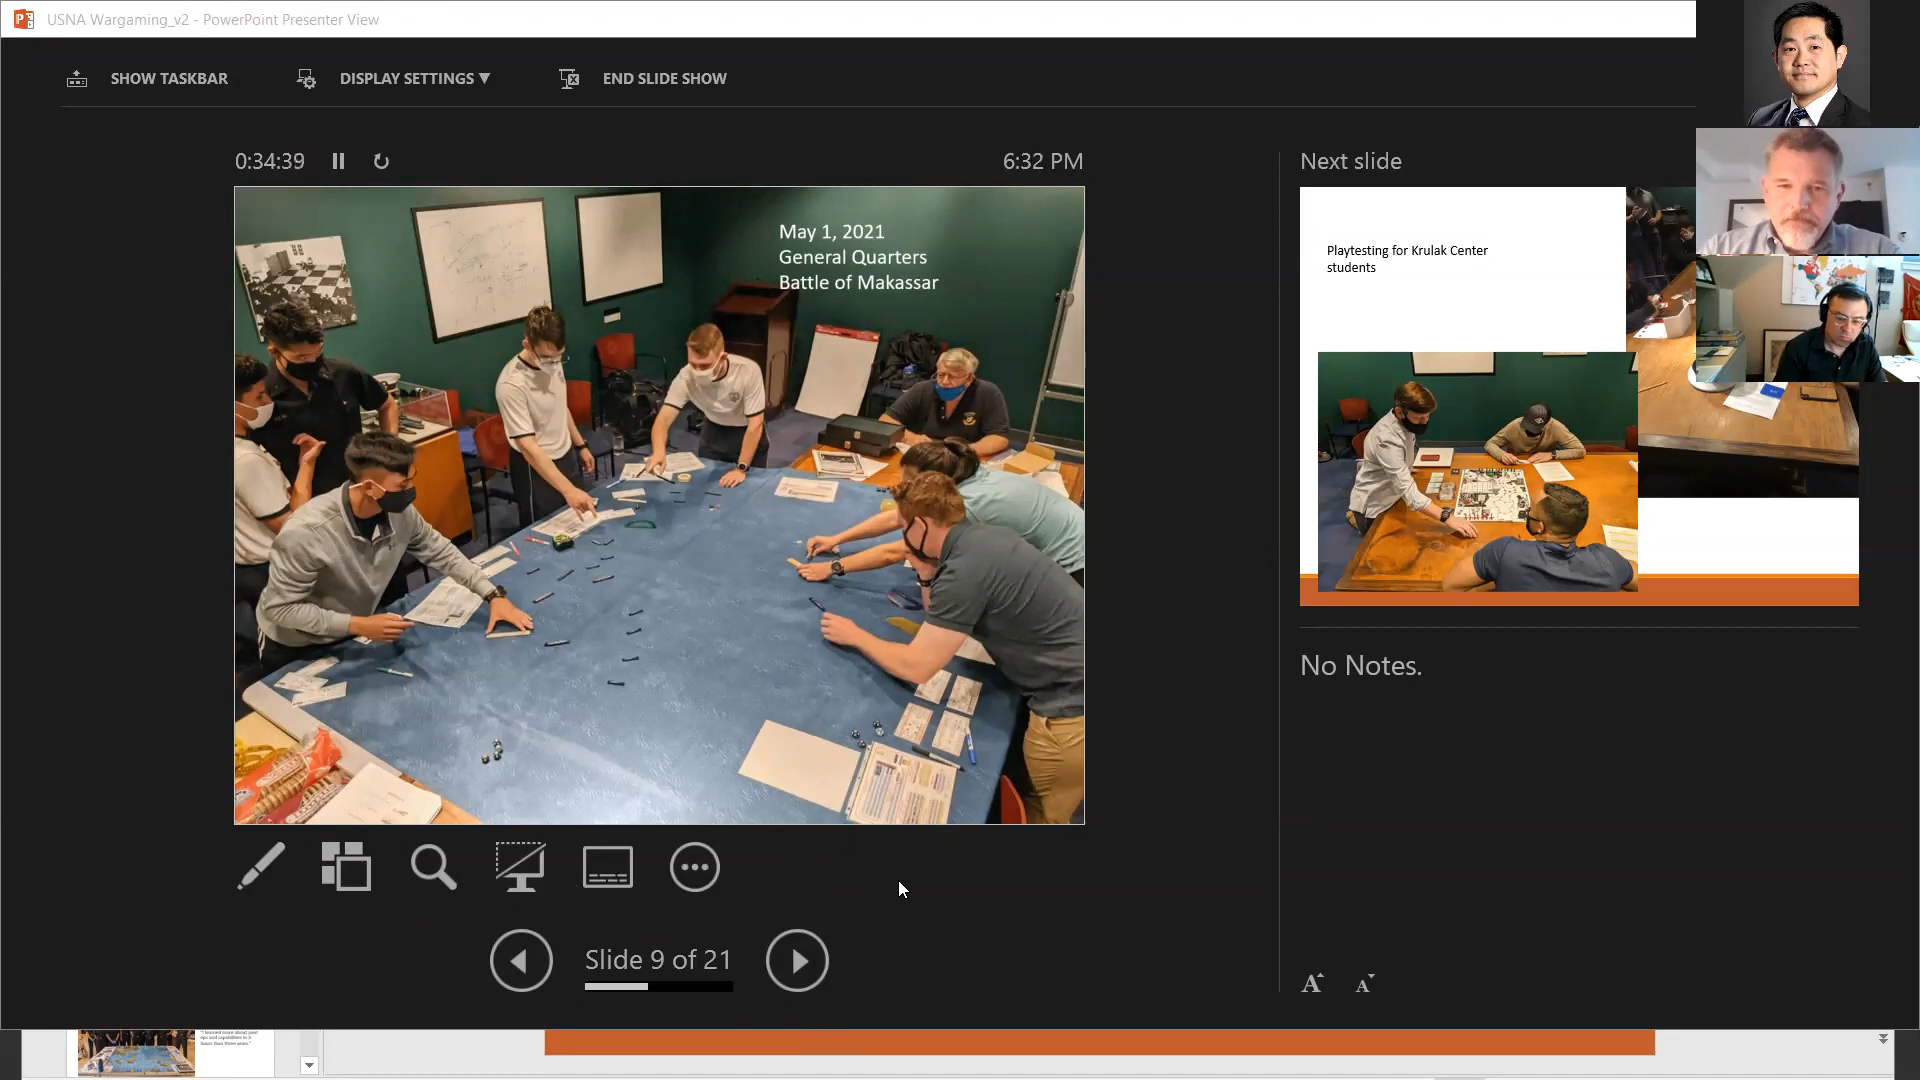 USNA Wargaming_v2 - PowerPoint Presenter View
SHOW TASKBAR
DISPLAY SETTINGS ▼
END SLIDE SHOW
0:34:39
6:32 PM
May 1, 2021
General Quarters
Battle of Makassar
Slide 9 of 21
Next slide
Playtesting for Krulak Center
students
No Notes.
A
A